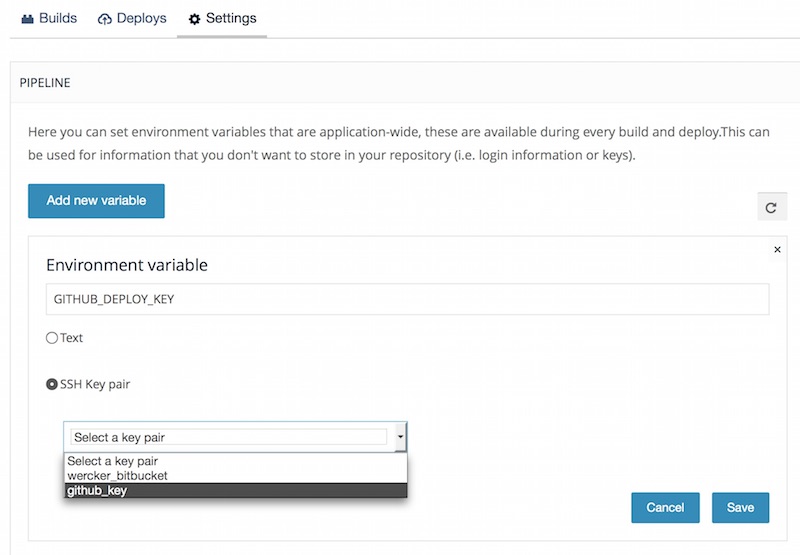 Builds Deploys Settings
PIPELINE
Here you can set environment variables that are application-wide, these are available during every build and deploy.This can
be used for information that you don't want to store in your repository (i.e. login information or keys).
Add new variable
×
Environment variable
GITHUB_DEPLOY_KEY
Text
SSH Key pair
Select a key pair
Select a key pair
wercker_bitbucket
github_key
Cancel Save